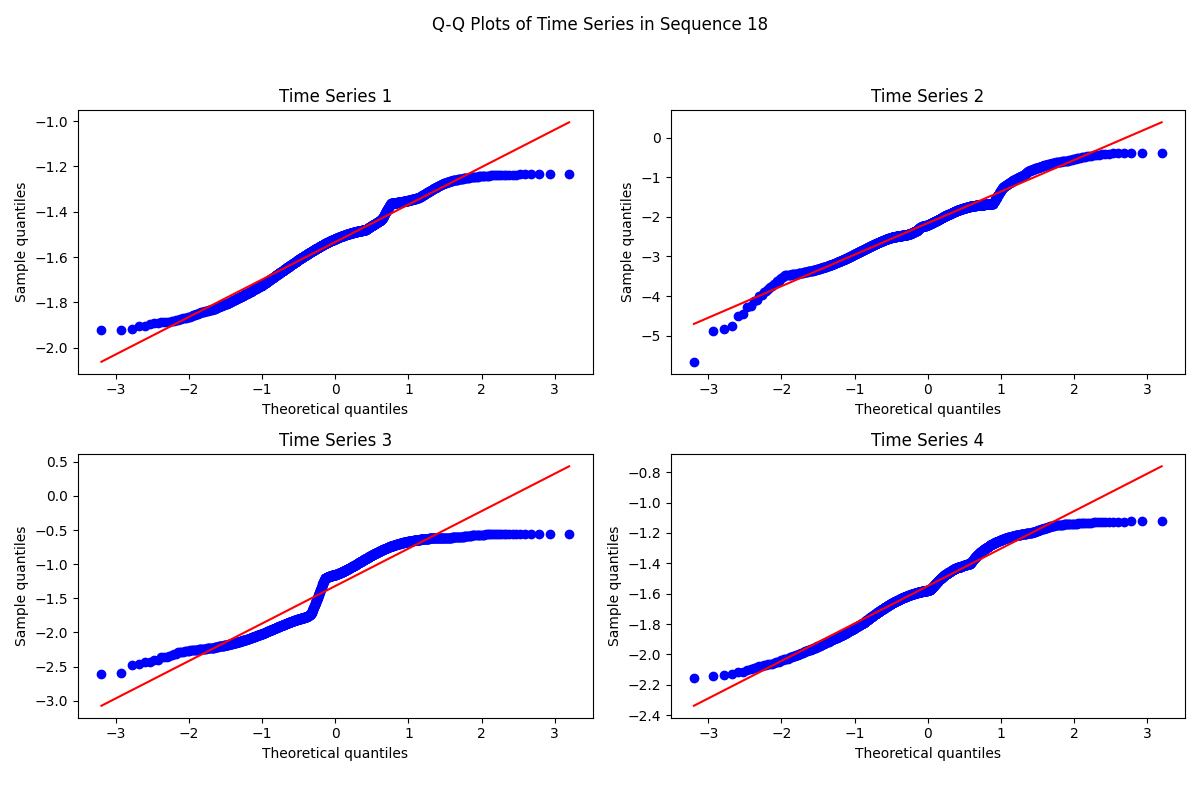 Q-Q Plots of Time Series in Sequence 18
Time Series 1
−1.0
−1.2
−1.4
−1.6
−1.8
−2.0
Sample quantiles
−3 −2 −1 0 1 2 3
Theoretical quantiles
Time Series 2
0
−1
−2
−3
−4
−5
Sample quantiles
−3 −2 −1 0 1 2 3
Theoretical quantiles
Time Series 3
0.5
0.0
−0.5
−1.0
−1.5
−2.0
−2.5
−3.0
Sample quantiles
−3 −2 −1 0 1 2 3
Theoretical quantiles
Time Series 4
−0.8
−1.0
−1.2
−1.4
−1.6
−1.8
−2.0
−2.2
−2.4
Sample quantiles
−3 −2 −1 0 1 2 3
Theoretical quantiles